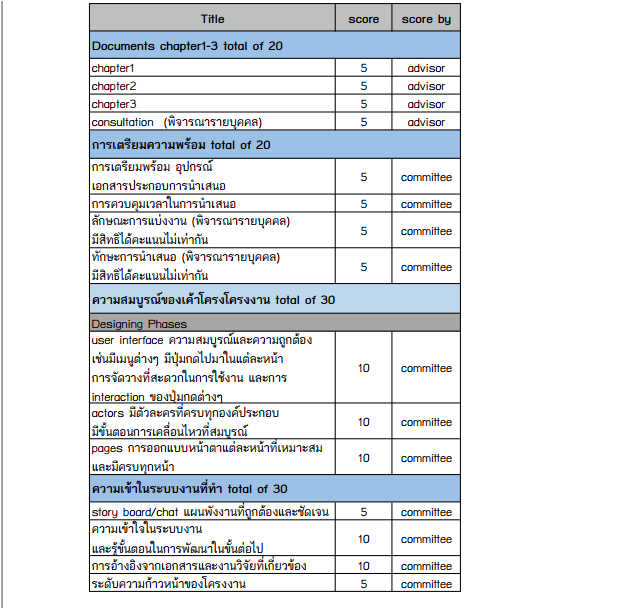 Title score score by
Documents chapter1-3 total of 20
chapter1 5 advisor
chapter2 5 advisor
chapter3 5 advisor
consultation (พิจารณารายบุคคล) 5 advisor
การเตรียมความพร้อม total of 20
การเตรียมพร้อม อุปกรณ์
เอกสารประกอบการนำเสนอ 5 committee
การควบคุมเวลาในการนำเสนอ 5 committee
ลักษณะการแบ่งงาน (พิจารณารายบุคคล)
มีสิทธิได้คะแนนไม่เท่ากัน 5 committee
ทักษะการนำเสนอ (พิจารณารายบุคคล)
มีสิทธิได้คะแนนไม่เท่ากัน 5 committee
ความสมบูรณ์ของเค้าโครงโครงงาน total of 30
Designing Phases
user interface ความสมบูรณ์และความถูกต้อง
เช่นมีเมนูต่างๆ มีปุ่มกดไปมาในแต่ละหน้า
การจัดวางที่สะดวกในการใช้งาน และการ
interaction ของปุ่มกดต่างๆ 10 committee
actors มีตัวละครที่ครบทุกองค์ประกอบ
มีขั้นตอนการเคลื่อนไหวที่สมบูรณ์ 10 committee
pages การออกแบบหน้าตาแต่ละหน้าที่เหมาะสม
และมีครบทุกหน้า 10 committee
ความเข้าในระบบงานที่ทำ total of 30
story board/chat แผนผังงานที่ถูกต้องและชัดเจน 5 committee
ความเข้าใจในระบบงาน
และรู้ขั้นตอนในการพัฒนาในขั้นต่อไป 10 committee
การอ้างอิงจากเอกสารและงานวิจัยที่เกี่ยวข้อง 10 committee
ระดับความก้าวหน้าของโครงงาน 5 committee